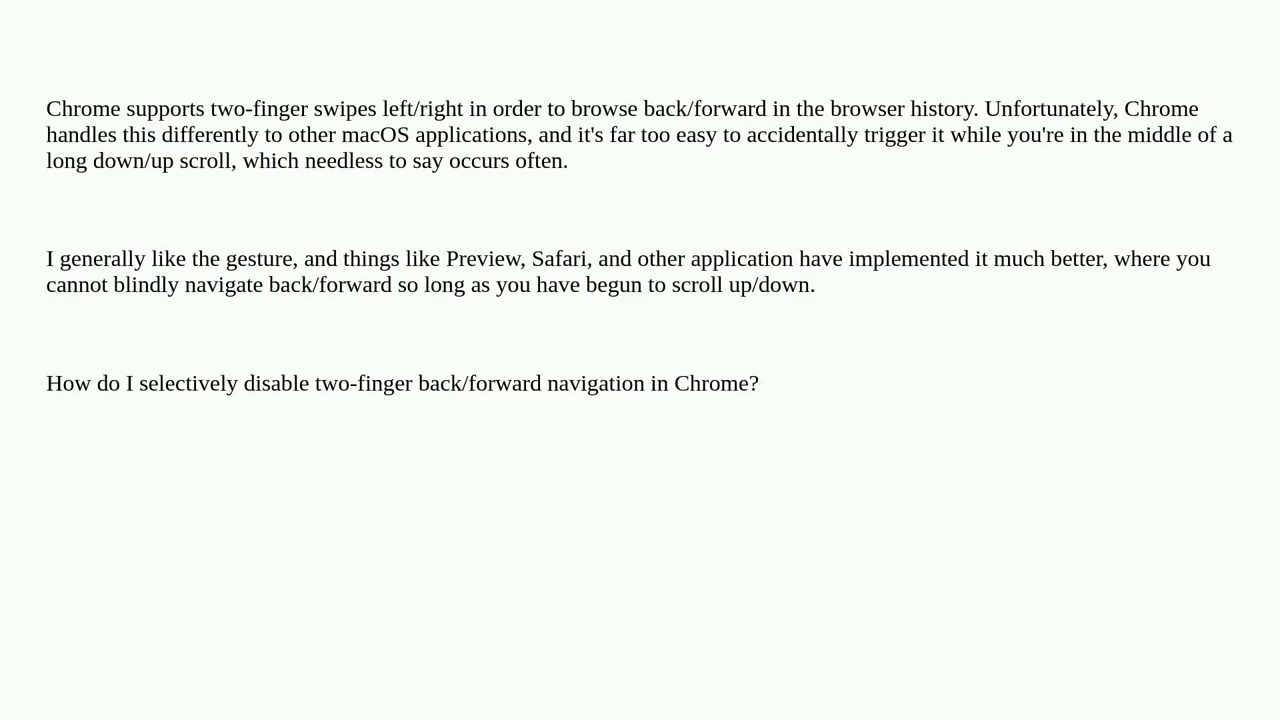 Chrome supports two-finger swipes left/right in order to browse back/forward in the browser history. Unfortunately, Chrome
handles this differently to other macOS applications, and it's far too easy to accidentally trigger it while you're in the middle of a
long down/up scroll, which needless to say occurs often.
I generally like the gesture, and things like Preview, Safari, and other application have implemented it much better, where you
cannot blindly navigate back/forward so long as you have begun to scroll up/down.
How do I selectively disable two-finger back/forward navigation in Chrome?